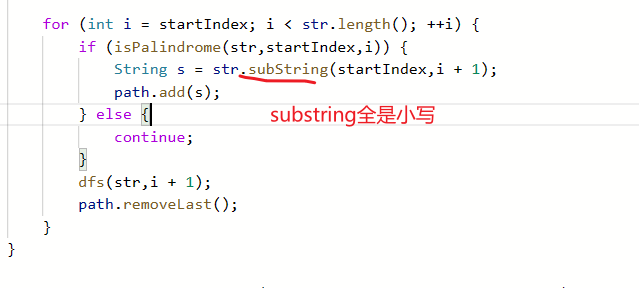 for (int i = startIndex; i < str.length(); ++i) {
if (isPalindrome(str,startIndex,i)) {
String s = str.subString(startIndex,i + 1);
path.add(s);
} else {
substring全是小写
continue;
}
dfs(str,i + 1);
path.removeLast();
}
}